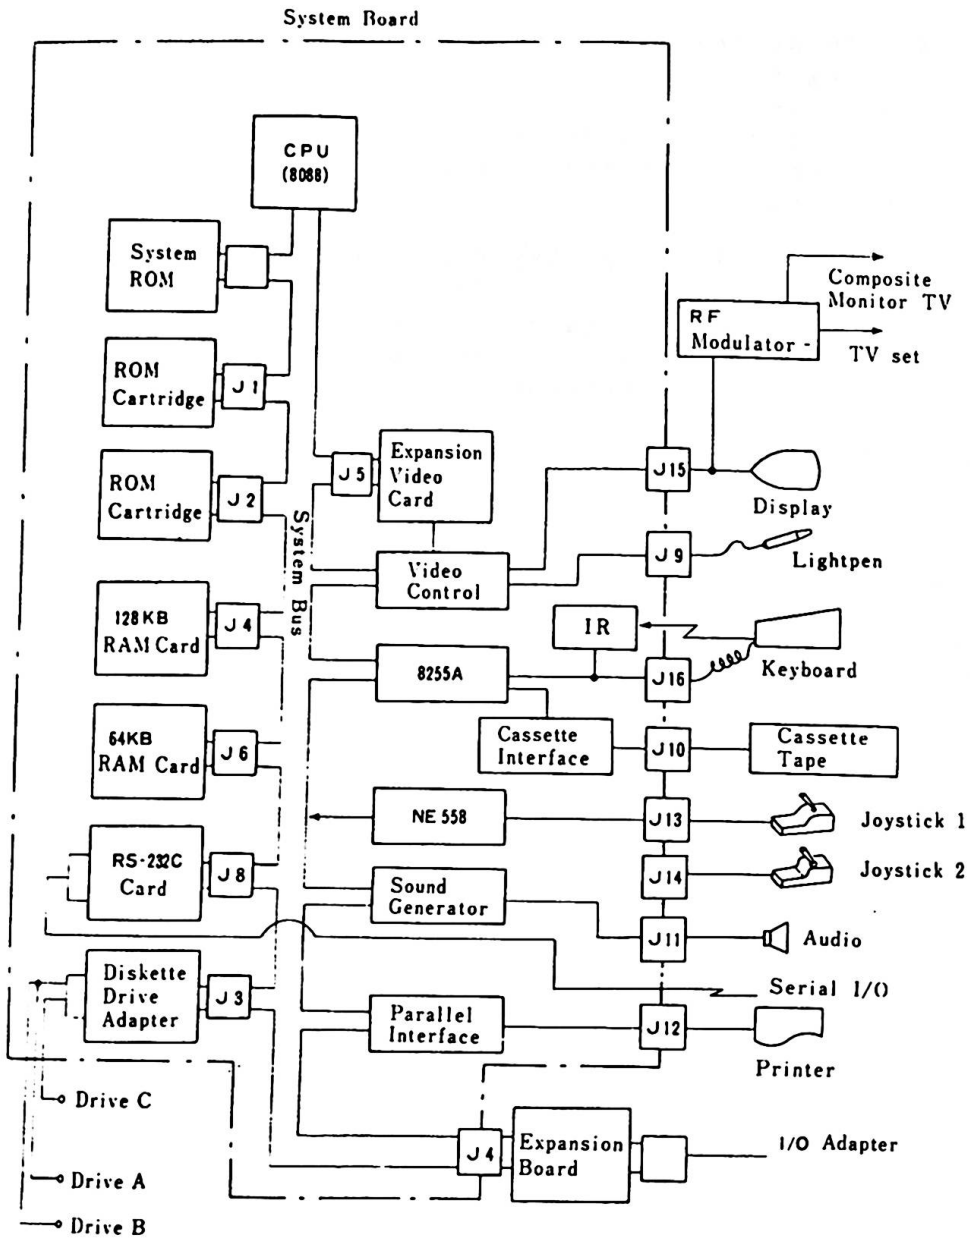 System Board
CPU
(8088)
System
ROM
ROM
Cartridge
J1
ROM
Cartridge
J2
128KB
RAM Card
J4
64KB
RAM Card
J6
RS-232C
Card
J8
Diskette
Drive
Adapter
J3
Drive C
Drive A
Drive B
System Bus
J5
Expansion
Video
Card
Video
Control
8255A
IR
Cassette
Interface
NE 558
Sound
Generator
Parallel
Interface
J4
Expansion
Board
I/O Adapter
RF
Modulator
Composite
Monitor TV
TV set
J15
Display
J9
Lightpen
J16
Keyboard
J10
Cassette
Tape
J13
Joystick 1
J14
Joystick 2
J11
Audio
Serial I/O
J12
Printer